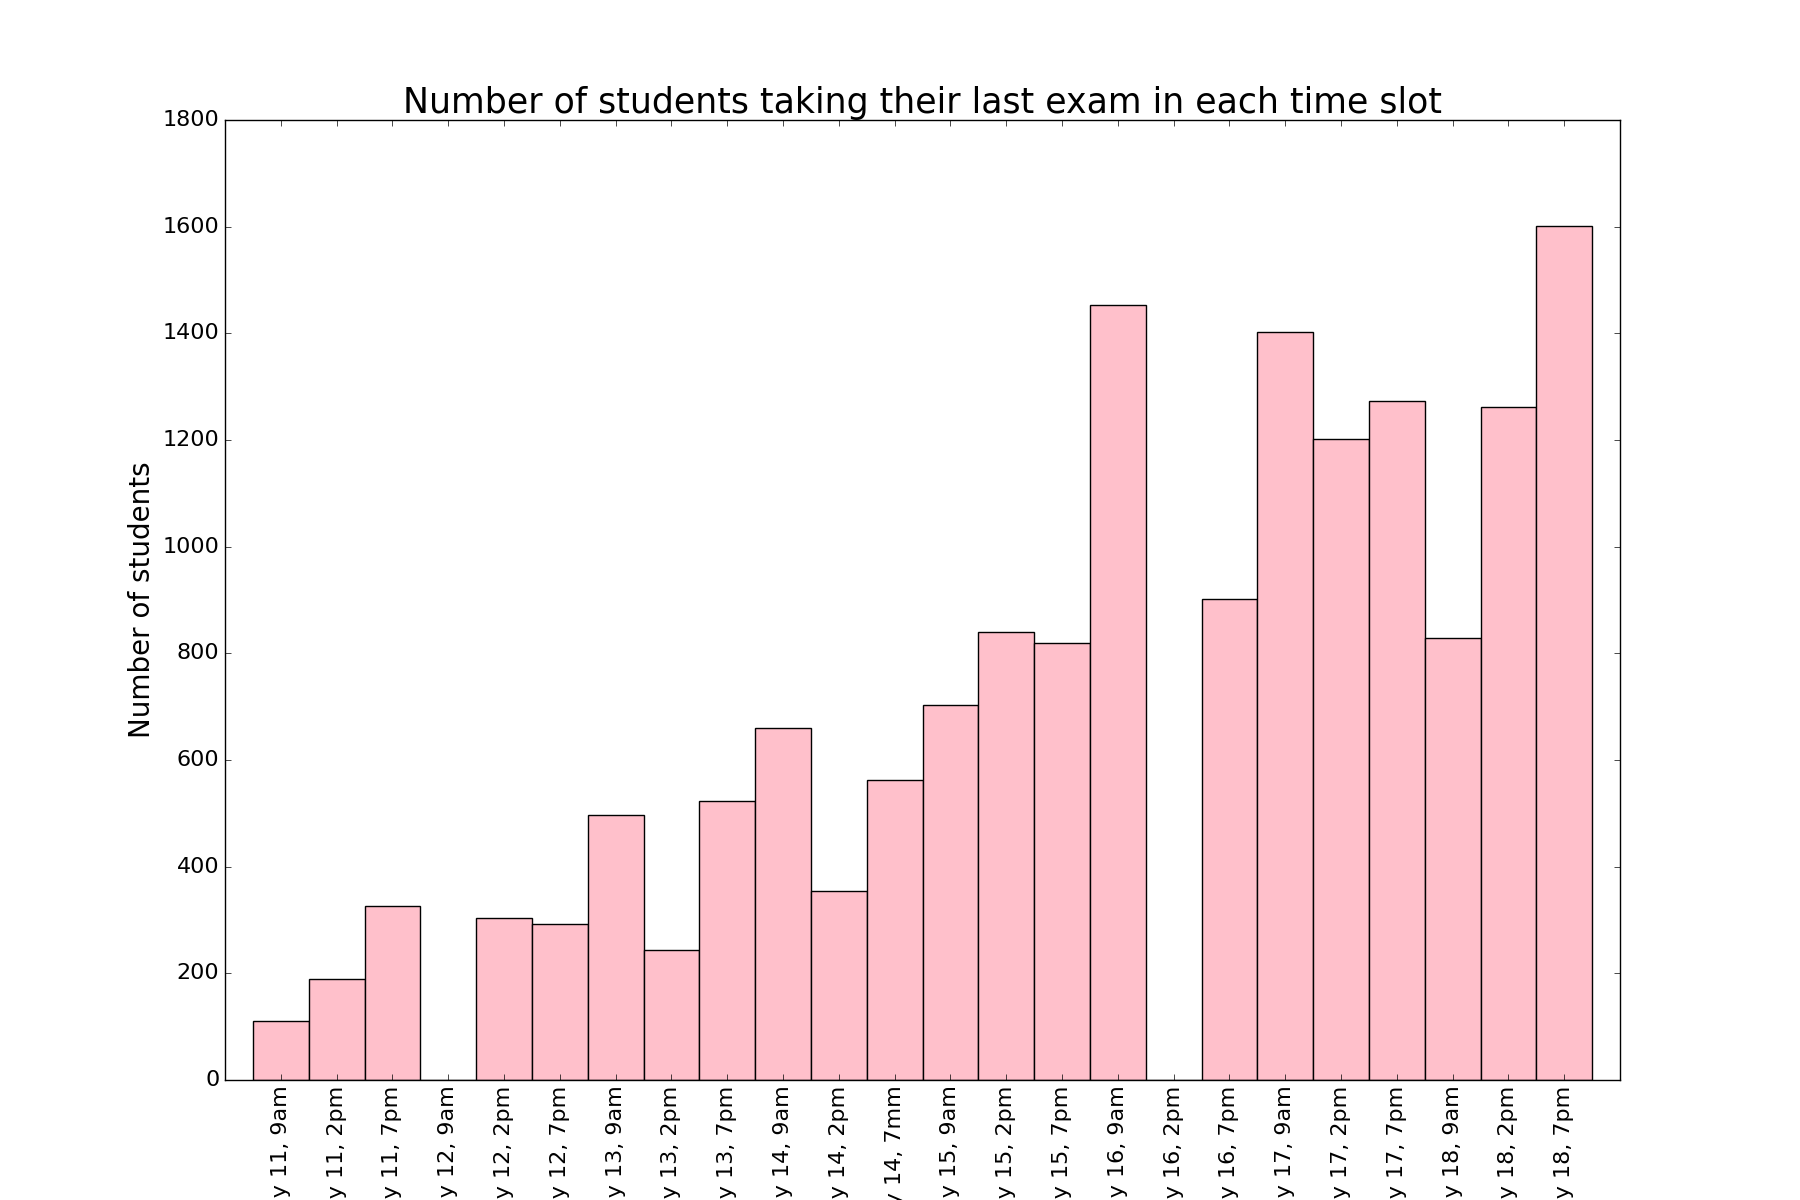 Number of students taking their last exam in each time slot
Number of students
1800
1600
1400
1200
1000
800
600
400
200
0
y 11, 9am
y 11, 2pm
y 11, 7pm
y 12, 9am
y 12, 2pm
y 12, 7pm
y 13, 9am
y 13, 2pm
y 13, 7pm
y 14, 9am
y 14, 2pm
y 14, 7mm
y 15, 9am
y 15, 2pm
y 15, 7pm
y 16, 9am
y 16, 2pm
y 16, 7pm
y 17, 9am
y 17, 2pm
y 17, 7pm
y 18, 9am
y 18, 2pm
y 18, 7pm